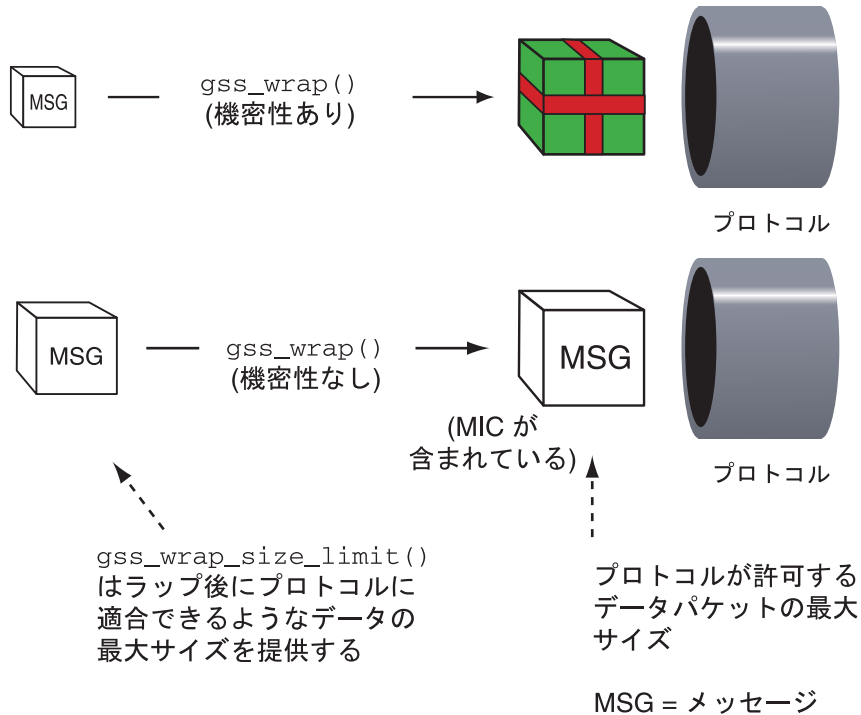 MSG
gss_wrap()
(機密性あり)
プロトコル
MSG
gss_wrap()
(機密性なし)
MSG
(MIC が
含まれている)
プロトコル
gss_wrap_size_limit()
はラップ後にプロトコルに
適合できるようなデータの
最大サイズを提供する
プロトコルが許可する
データパケットの最大
サイズ
MSG = メッセージ